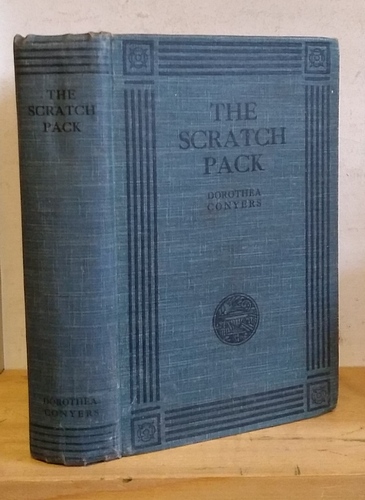 THE
SCRATCH
PACK
DOROTHEA
CONYERS
THE
SCRATCH
PACK
DOROTHEA
CONYERS